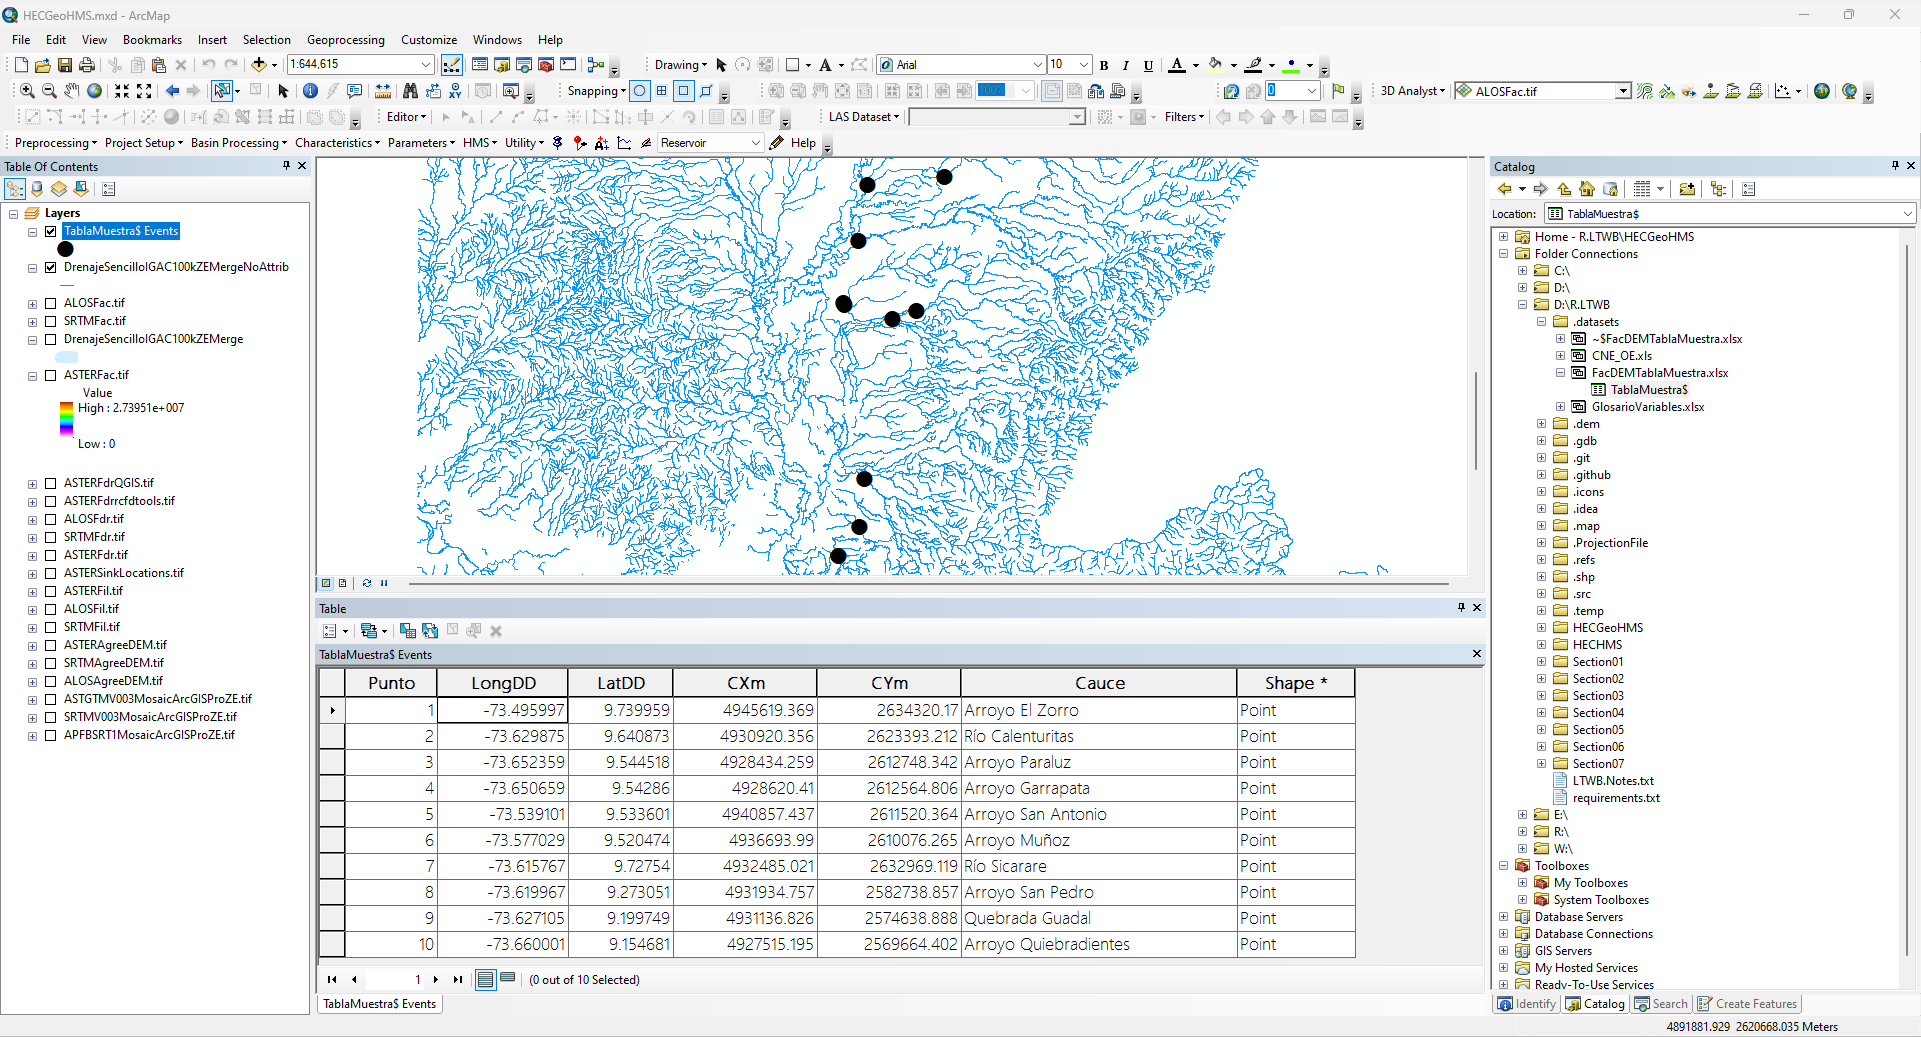 HECGeoHMS.mxd - ArcMap
File Edit View Bookmarks Insert Selection Geoprocessing Customize Windows Help
1:644,615 Drawing Arial 10 B I U A
Snapping 100% 0 3D Analyst ALOSFac.tif
Editor LAS Dataset Filters
Preprocessing Project Setup Basin Processing Characteristics Parameters HMS Utility Reservoir Help
Table Of Contents
Layers
TablaMuestra$ Events
DrenajeSencilloIGAC100kZEMergeNoAttrib
ALOSFac.tif
SRTMFac.tif
DrenajeSencilloIGAC100kZEMerge
ASTERFac.tif
Value
High : 2.73951e+007
Low : 0
ASTERFdrQGIS.tif
ASTERFdrrcfdtools.tif
ALOSFdr.tif
SRTMFdr.tif
ASTERFdr.tif
ASTERSinkLocations.tif
ASTERFil.tif
ALOSFil.tif
SRTMFil.tif
ASTERAgreeDEM.tif
SRTMAgreeDEM.tif
ALOSAgreeDEM.tif
ASTGTMV003MosaicArcGISProZE.tif
SRTMV003MosaicArcGISProZE.tif
APFBSRT1MosaicArcGISProZE.tif
Table
TablaMuestra$ Events
Punto LongDD LatDD CXm CYm Cauce Shape *
1 -73.495997 9.739959 4945619.369 2634320.17 Arroyo El Zorro Point
2 -73.629875 9.640873 4930920.356 2623393.212 Río Calenturitas Point
3 -73.652359 9.544518 4928434.259 2612748.342 Arroyo Paraluz Point
4 -73.650659 9.54286 4928620.41 2612564.806 Arroyo Garrapata Point
5 -73.539101 9.533601 4940857.437 2611520.364 Arroyo San Antonio Point
6 -73.577029 9.520474 4936693.99 2610076.265 Arroyo Muñoz Point
7 -73.615767 9.72754 4932485.021 2632969.119 Río Sicarare Point
8 -73.619967 9.273051 4931934.757 2582738.857 Arroyo San Pedro Point
9 -73.627105 9.199749 4931136.826 2574638.888 Quebrada Guadal Point
10 -73.660001 9.154681 4927515.195 2569664.402 Arroyo Quiebradientes Point
1 (0 out of 10 Selected)
TablaMuestra$ Events
Catalog
Location: TablaMuestra$
Home - R.LTWB\HECGeoHMS
Folder Connections
C:\
D:\
D:\R.LTWB
.datasets
~$FacDEMTablaMuestra.xlsx
CNE_OE.xls
FacDEMTablaMuestra.xlsx
TablaMuestra$
GlosarioVariables.xlsx
.dem
.gdb
.git
.github
.icons
.idea
.map
.ProjectionFile
.refs
.shp
.src
.temp
HECGeoHMS
HECHMS
Section01
Section02
Section03
Section04
Section05
Section06
Section07
LTWB.Notes.txt
requirements.txt
E:\
R:\
W:\
Toolboxes
My Toolboxes
System Toolboxes
Database Servers
Database Connections
GIS Servers
My Hosted Services
Ready-To-Use Services
Identify Catalog Search Create Features
4891881.929 2620668.035 Meters